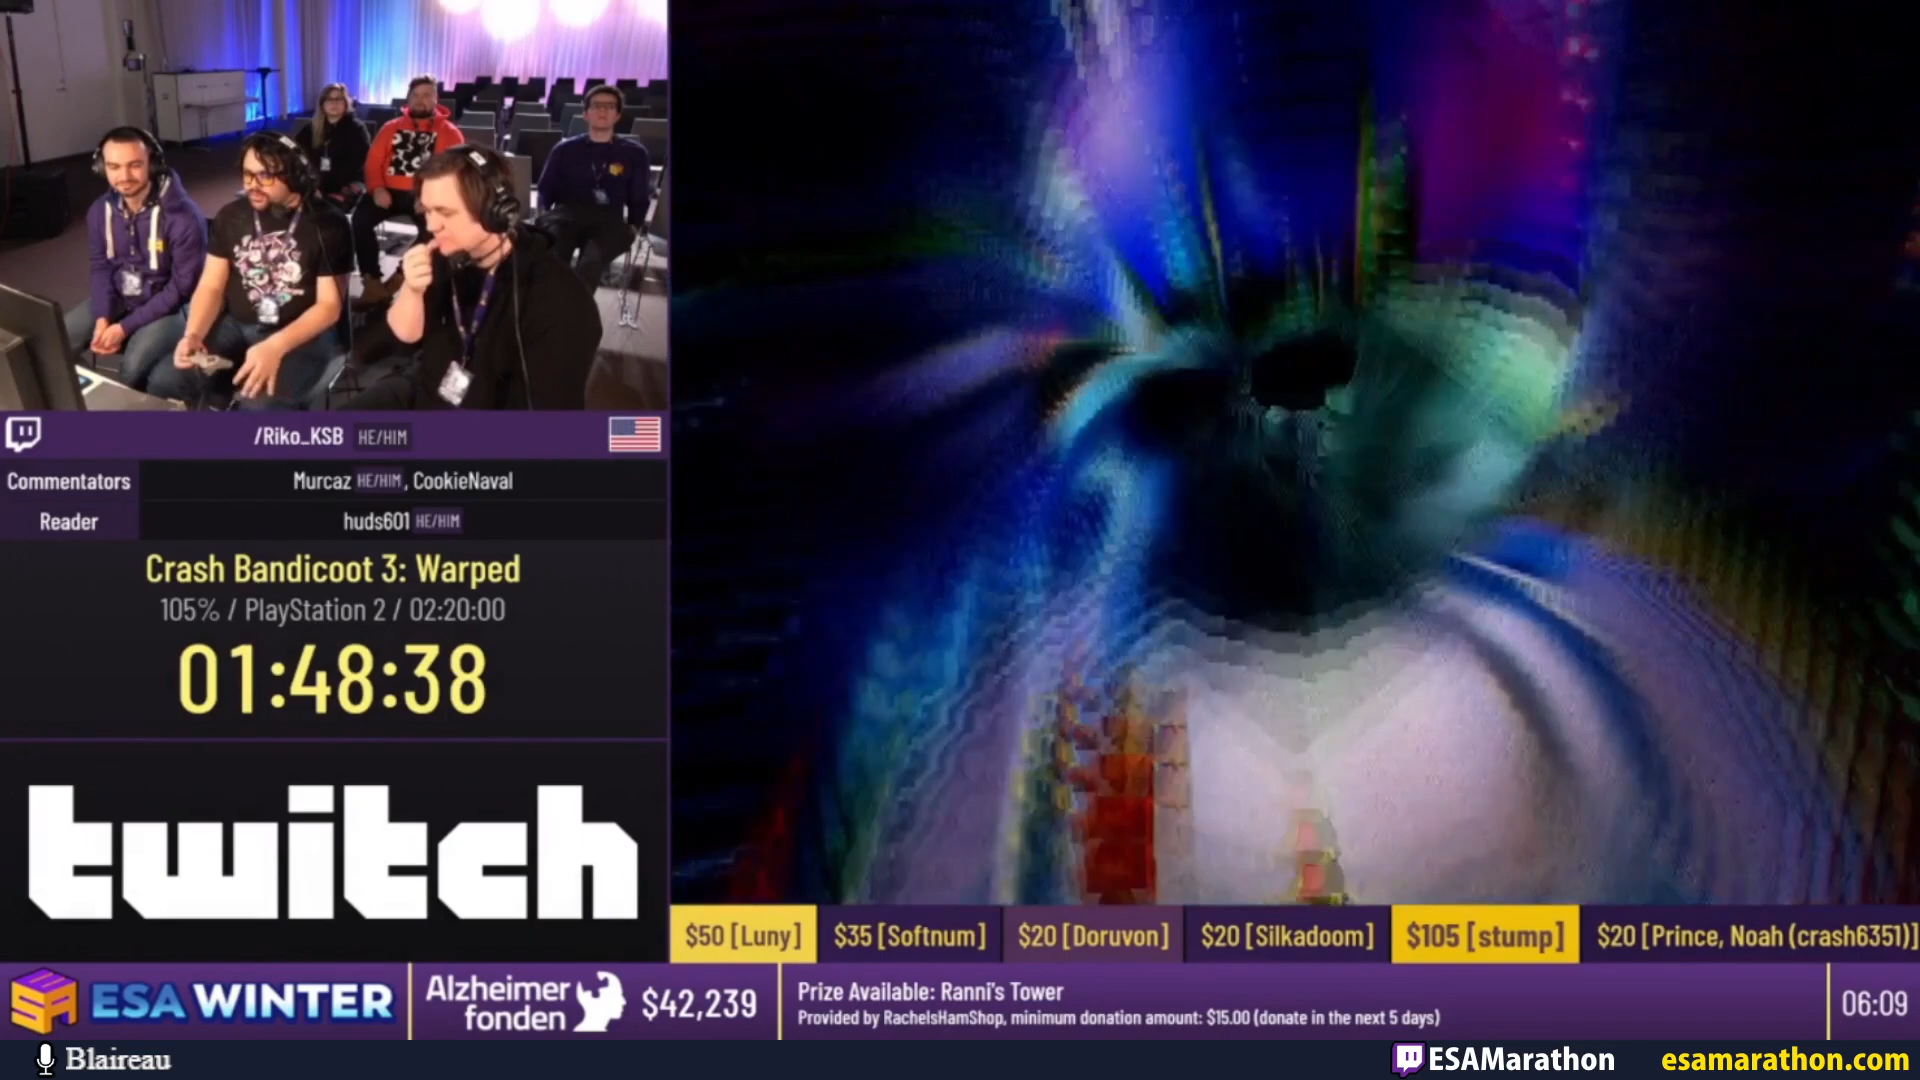 /Riko_KSB HE/HIM
Commentators Murcaz HE/HIM, CookieNaval
Reader huds601 HE/HIM
Crash Bandicoot 3: Warped
105% / PlayStation 2 / 02:20:00
01:48:38
twitch
$50 [Luny] $35 [Softnum] $20 [Doruvon] $20 [Silkadoom] $105 [stump] $20 [Prince, Noah (crash6351)]
ESA WINTER
Alzheimer
fonden
$42,239
Prize Available: Ranni's Tower
Provided by RachelsHamShop, minimum donation amount: $15.00 (donate in the next 5 days)
06:09
Blaireau
ESAMarathon esamarathon.com